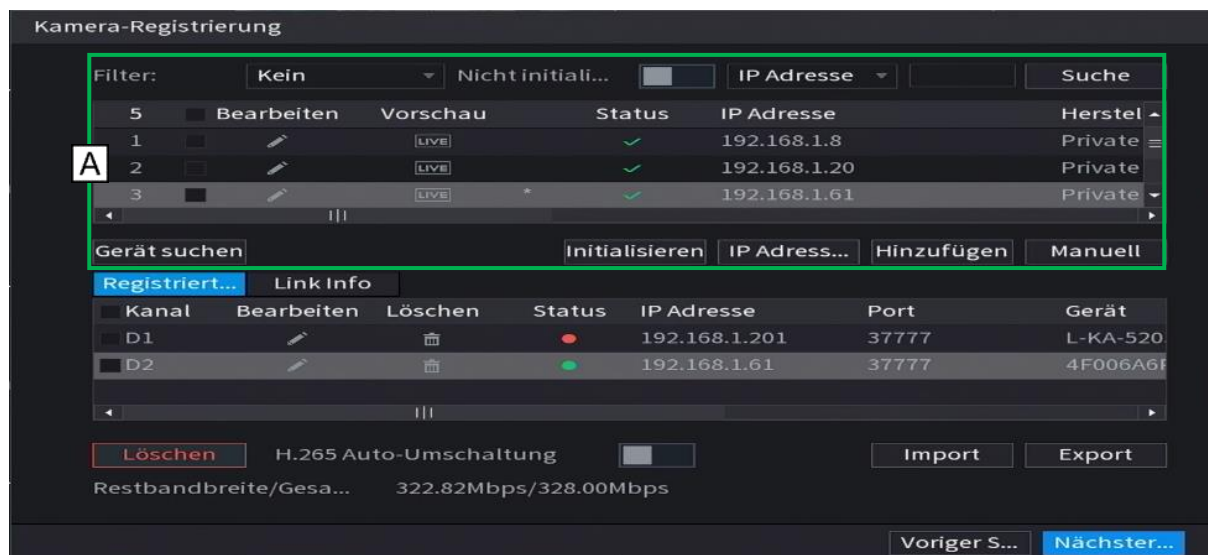 Kamera-Registrierung
Filter: Kein Nicht initiali... IP Adresse Suche
5 Bearbeiten Vorschau Status IP Adresse Herstel
1 LIVE 192.168.1.8 Private
A
2 LIVE 192.168.1.20 Private
3 LIVE * 192.168.1.61 Private
Gerät suchen Initialisieren IP Adress... Hinzufügen Manuell
Registriert... Link Info
Kanal Bearbeiten Löschen Status IP Adresse Port Gerät
D1 192.168.1.201 37777 L-KA-520
D2 192.168.1.61 37777 4F006A6F
Löschen H.265 Auto-Umschaltung Import Export
Restbandbreite/Gesa... 322.82Mbps/328.00Mbps
Voriger S... Nächster...